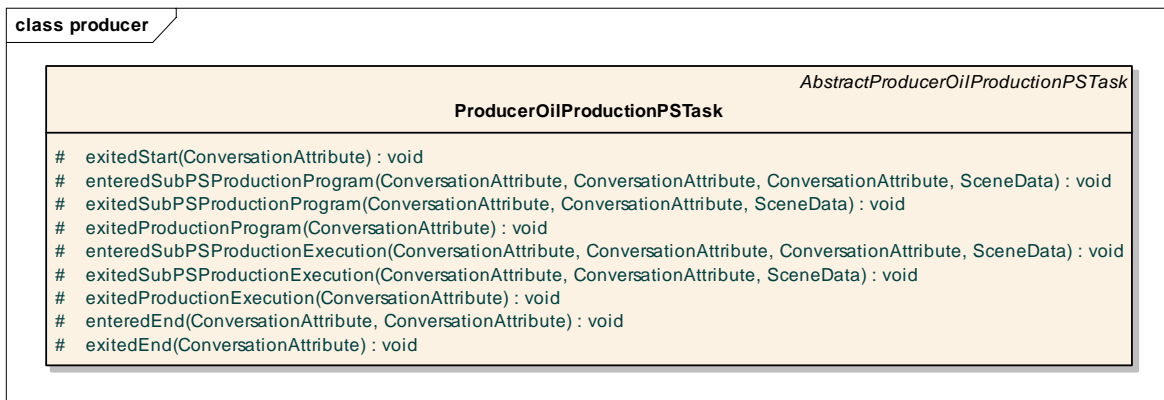 class producer
AbstractProducerOilProductionPSTask
ProducerOilProductionPSTask
# exitedStart(ConversationAttribute) : void
# enteredSubPSProductionProgram(ConversationAttribute, ConversationAttribute, ConversationAttribute, SceneData) : void
# exitedSubPSProductionProgram(ConversationAttribute, ConversationAttribute, SceneData) : void
# exitedProductionProgram(ConversationAttribute) : void
# enteredSubPSProductionExecution(ConversationAttribute, ConversationAttribute, ConversationAttribute, SceneData) : void
# exitedSubPSProductionExecution(ConversationAttribute, ConversationAttribute, SceneData) : void
# exitedProductionExecution(ConversationAttribute) : void
# enteredEnd(ConversationAttribute, ConversationAttribute) : void
# exitedEnd(ConversationAttribute) : void